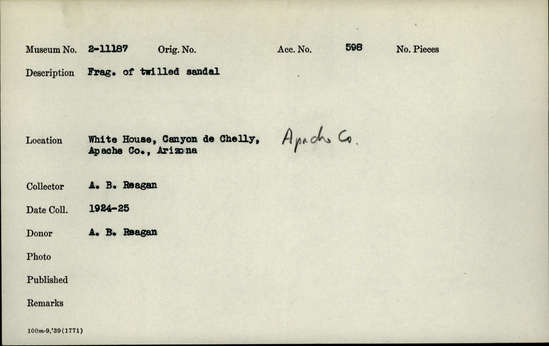 Museum No. 2-11187 Orig. No. Acc. No. 598 No. Pieces
Description Frag. of twilled sandal
Location White House, Canyon de Chelly, Apache Co.
Apache Co., Arizona
Collector A. B. Reagan
Date Coll. 1924-25
Donor A. B. Reagan
Photo
Published
Remarks
100m-9,'39(1771)